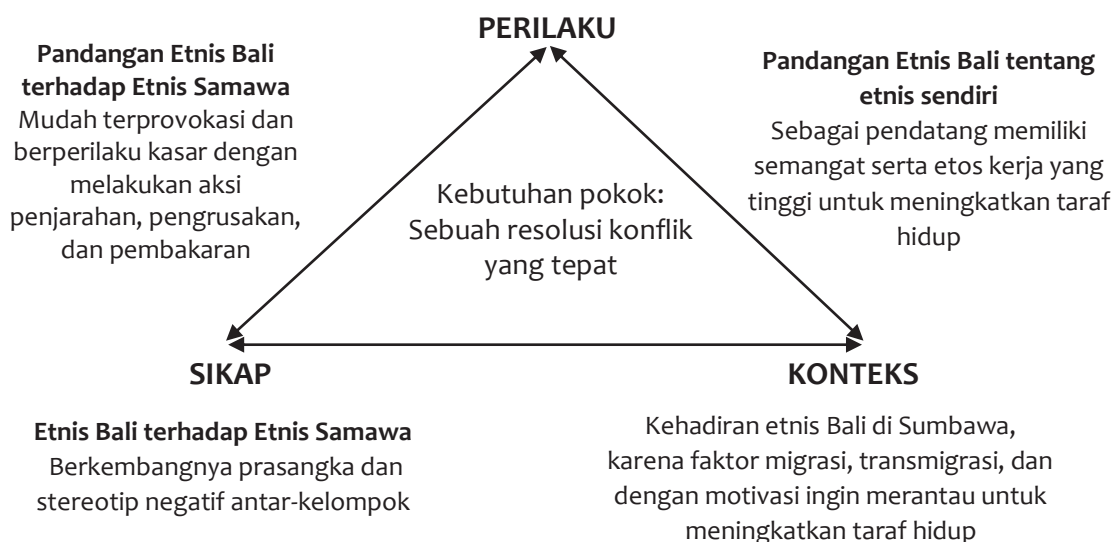 PERILAKU
Pandangan Etnis Bali
terhadap Etnis Samawa
Mudah terprovokasi dan
berperilaku kasar dengan
melakukan aksi
penjarahan, pengrusakan,
dan pembakaran
Pandangan Etnis Bali tentang
etnis sendiri
Sebagai pendatang memiliki
semangat serta etos kerja yang
tinggi untuk meningkatkan taraf
hidup
Kebutuhan pokok:
Sebuah resolusi konflik
yang tepat
SIKAP
Etnis Bali terhadap Etnis Samawa
Berkembangnya prasangka dan
stereotip negatif antar-kelompok
KONTEKS
Kehadiran etnis Bali di Sumbawa,
karena faktor migrasi, transmigrasi, dan
dengan motivasi ingin merantau untuk
meningkatkan taraf hidup